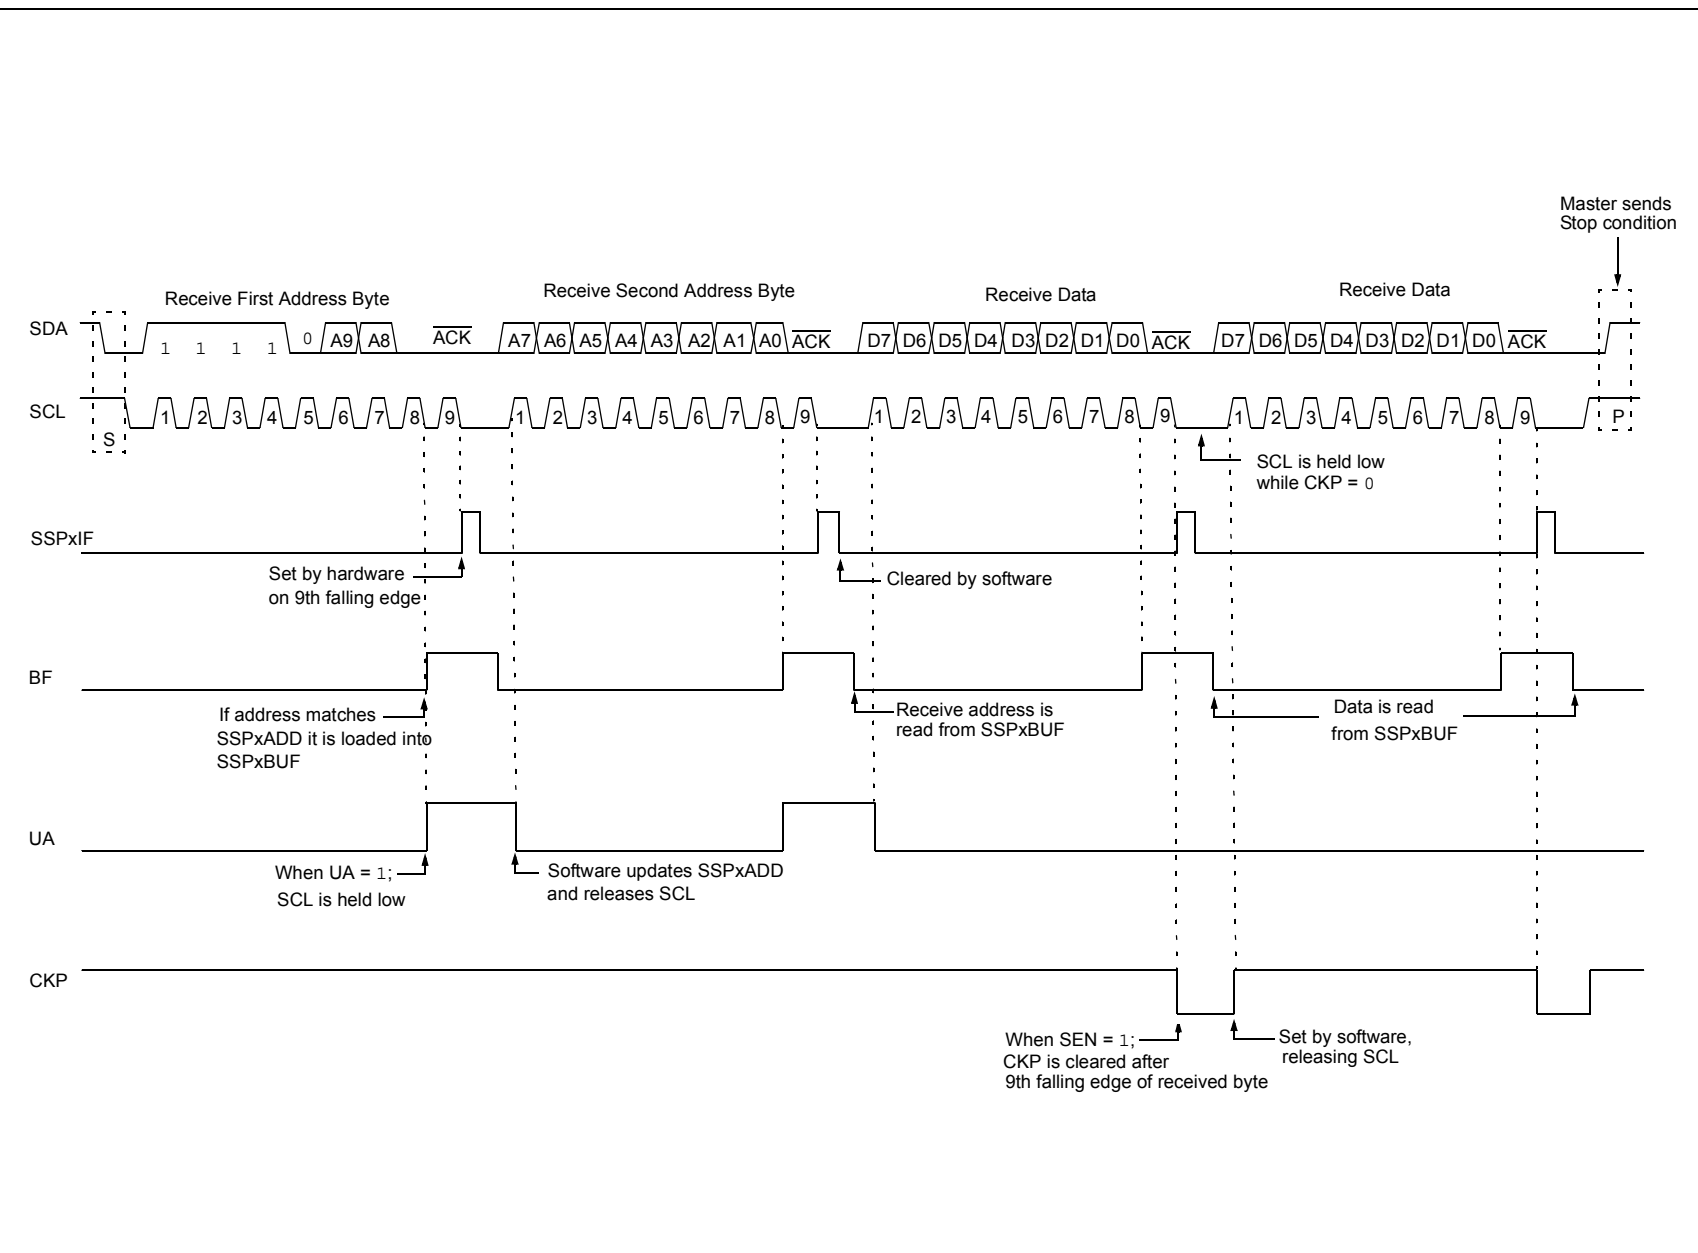 Master sends
Stop condition
Receive First Address Byte
Receive Second Address Byte
Receive Data
Receive Data
SDA
1 1 1 1 0 A9 A8 ACK A7 A6 A5 A4 A3 A2 A1 A0 ACK D7 D6 D5 D4 D3 D2 D1 D0 ACK D7 D6 D5 D4 D3 D2 D1 D0 ACK
SCL
S
1 2 3 4 5 6 7 8 9 1 2 3 4 5 6 7 8 9 1 2 3 4 5 6 7 8 9 1 2 3 4 5 6 7 8 9
P
SCL is held low
while CKP = 0
SSPxIF
Set by hardware
on 9th falling edge
Cleared by software
BF
If address matches
SSPxADD it is loaded into
SSPxBUF
Receive address is
read from SSPxBUF
Data is read
from SSPxBUF
UA
When UA = 1;
SCL is held low
Software updates SSPxADD
and releases SCL
CKP
When SEN = 1;
CKP is cleared after
9th falling edge of received byte
Set by software,
releasing SCL